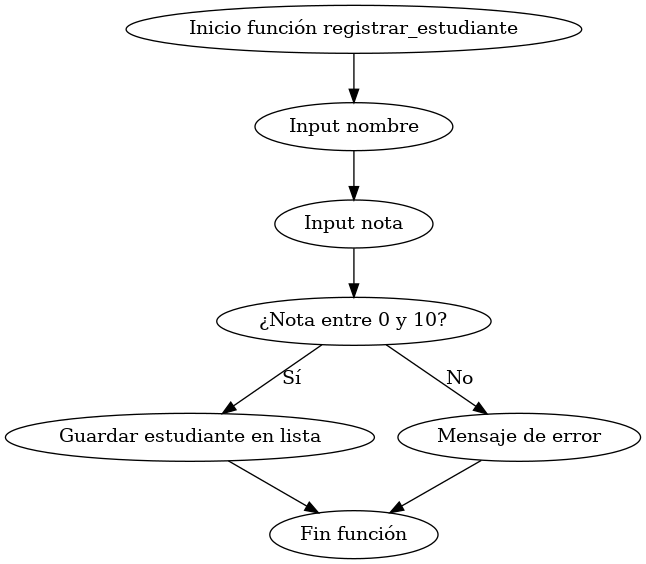 Inicio función registrar_estudiante
Input nombre
Input nota
¿Nota entre 0 y 10?
Sí
No
Guardar estudiante en lista
Mensaje de error
Fin función